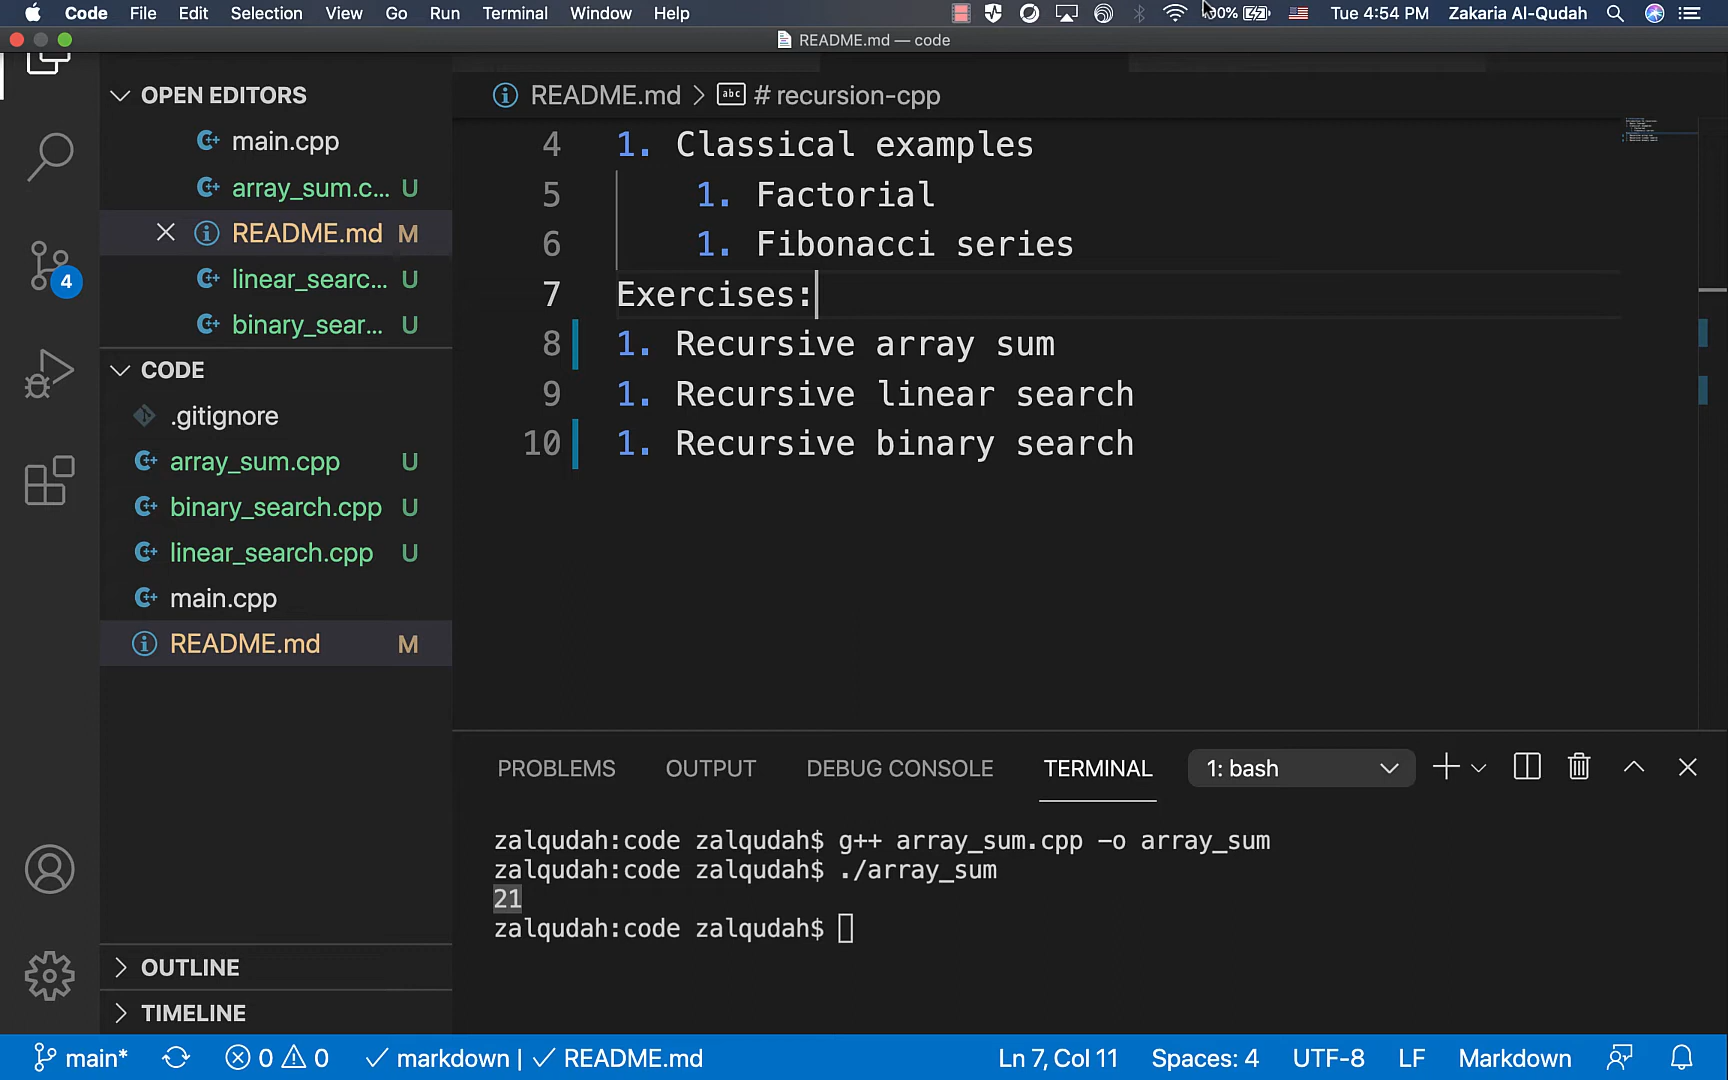 Code File Edit Selection View Go Run Terminal Window Help Tue 4:54 PM Zakaria Al-Qudah
README.md — code
OPEN EDITORS
main.cpp
array_sum.c... U
README.md M
linear_searc... U
binary_sear... U
CODE
.gitignore
array_sum.cpp U
binary_search.cpp U
linear_search.cpp U
main.cpp
README.md M
OUTLINE
TIMELINE
4
README.md > abc # recursion-cpp
4 1. Classical examples
5 1. Factorial
6 1. Fibonacci series
7 Exercises:
8 1. Recursive array sum
9 1. Recursive linear search
10 1. Recursive binary search
PROBLEMS OUTPUT DEBUG CONSOLE TERMINAL 1: bash
zalqudah:code zalqudah$ g++ array_sum.cpp -o array_sum
zalqudah:code zalqudah$ ./array_sum
21
zalqudah:code zalqudah$
main* 0 0 markdown | README.md Ln 7, Col 11 Spaces: 4 UTF-8 LF Markdown